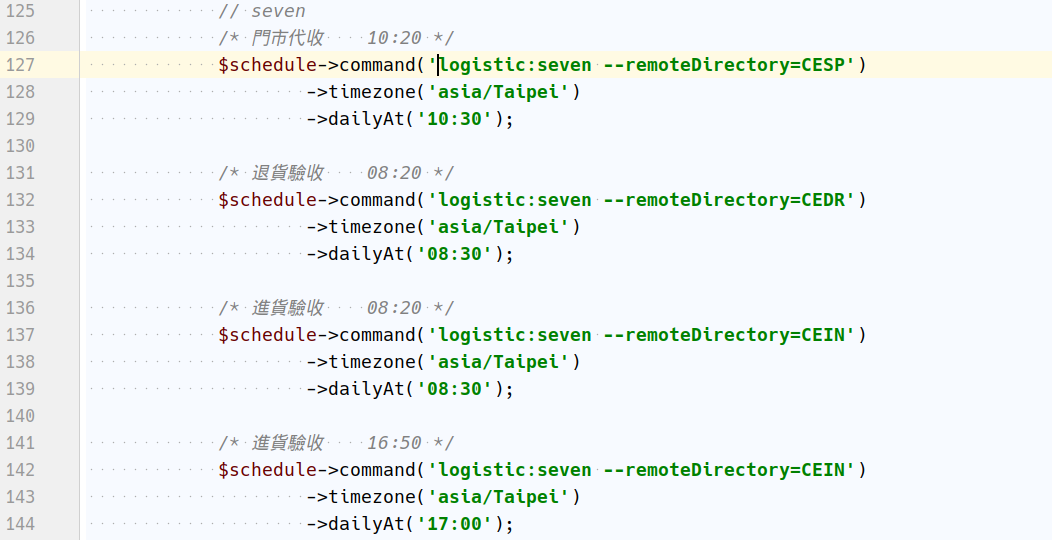 125 // seven
126 /* 門市代收 10:20 */
127 $schedule->command('logistic:seven --remoteDirectory=CESP')
128 ->timezone('asia/Taipei')
129 ->dailyAt('10:30');
130
131 /* 退貨驗收 08:20 */
132 $schedule->command('logistic:seven --remoteDirectory=CEDR')
133 ->timezone('asia/Taipei')
134 ->dailyAt('08:30');
135
136 /* 進貨驗收 08:20 */
137 $schedule->command('logistic:seven --remoteDirectory=CEIN')
138 ->timezone('asia/Taipei')
139 ->dailyAt('08:30');
140
141 /* 進貨驗收 16:50 */
142 $schedule->command('logistic:seven --remoteDirectory=CEIN')
143 ->timezone('asia/Taipei')
144 ->dailyAt('17:00');